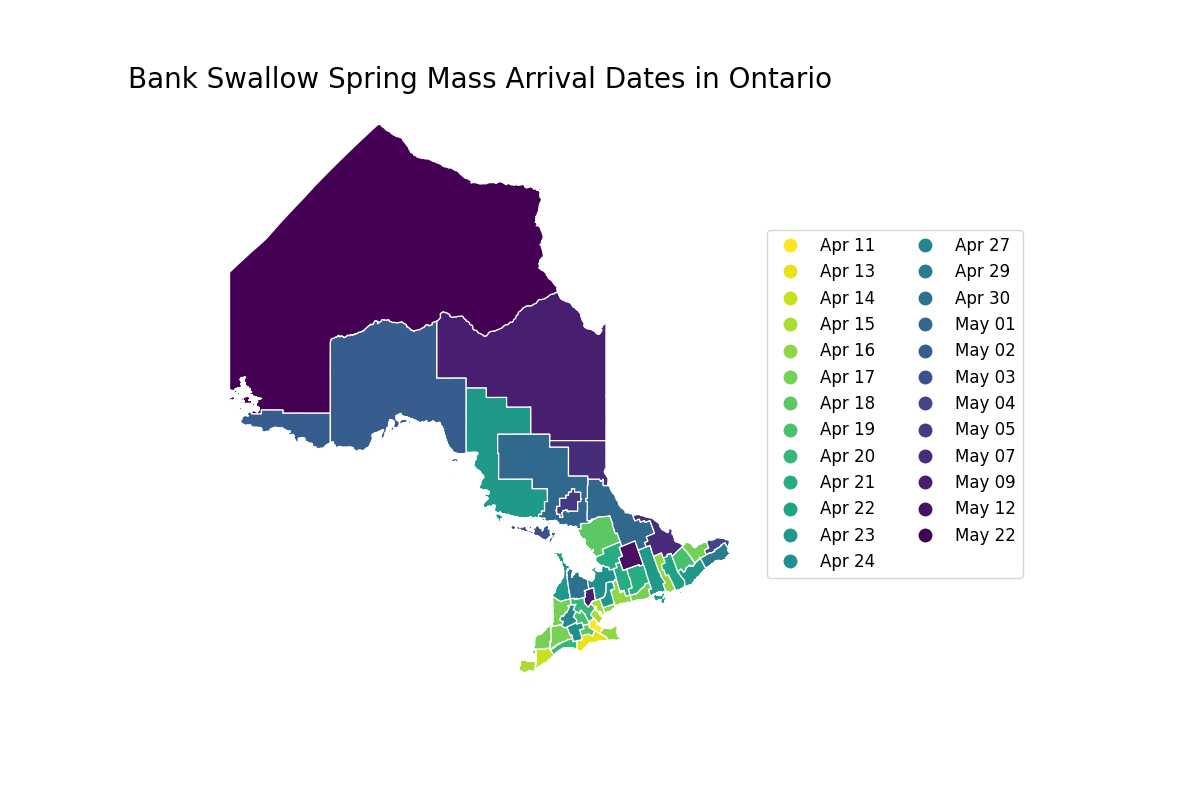 Bank Swallow Spring Mass Arrival Dates in Ontario
Apr 11
Apr 13
Apr 14
Apr 15
Apr 16
Apr 17
Apr 18
Apr 19
Apr 20
Apr 21
Apr 22
Apr 23
Apr 24
Apr 27
Apr 29
Apr 30
May 01
May 02
May 03
May 04
May 05
May 07
May 09
May 12
May 22